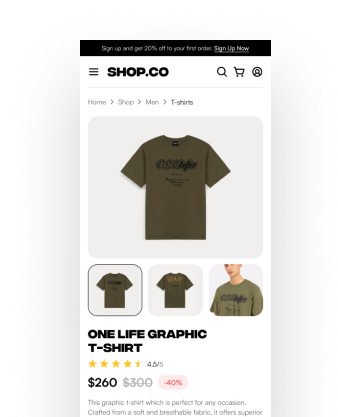 Sign up and get 20% off to your first order. Sign Up Now
SHOP.CO
Home > Shop > Men > T-shirts
ONE LIFE GRAPHIC
T-SHIRT
4.5/5
$260 $300 -40%
This graphic t-shirt which is perfect for any occasion.
Crafted from a soft and breathable fabric, it offers superior